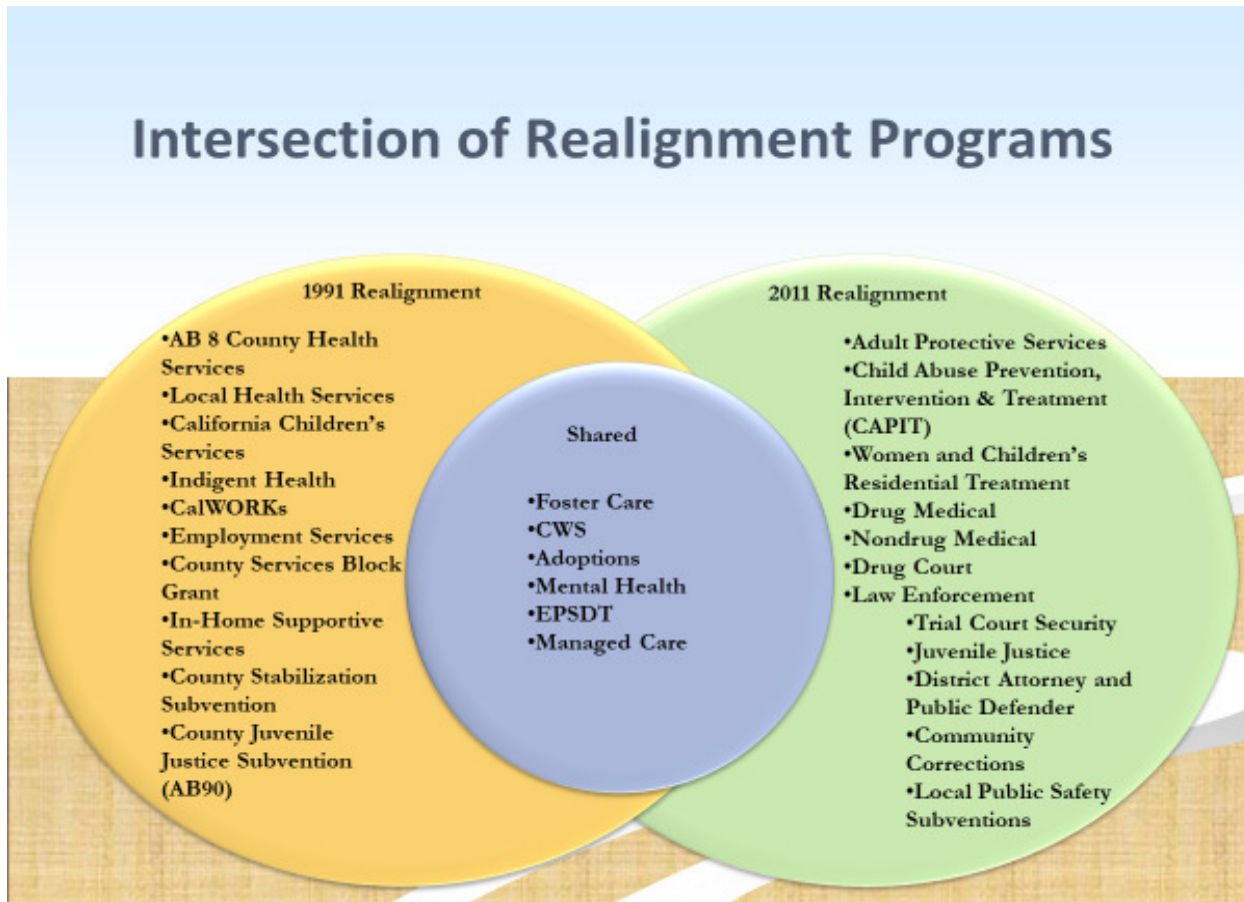 Intersection of Realignment Programs
1991 Realignment
•AB 8 County Health
Services
•Local Health Services
•California Children's
Services
•Indigent Health
•CalWORKs
•Employment Services
•County Services Block
Grant
•In-Home Supportive
Services
•County Stabilization
Subvention
•County Juvenile
Justice Subvention
(AB90)
Shared
•Foster Care
•CWS
•Adoptions
•Mental Health
•EPSDT
•Managed Care
2011 Realignment
•Adult Protective Services
•Child Abuse Prevention,
Intervention & Treatment
(CAPIT)
•Women and Children's
Residential Treatment
•Drug Medical
•Nondrug Medical
•Drug Court
•Law Enforcement
•Trial Court Security
•Juvenile Justice
•District Attorney and
Public Defender
•Community
Corrections
•Local Public Safety
Subventions